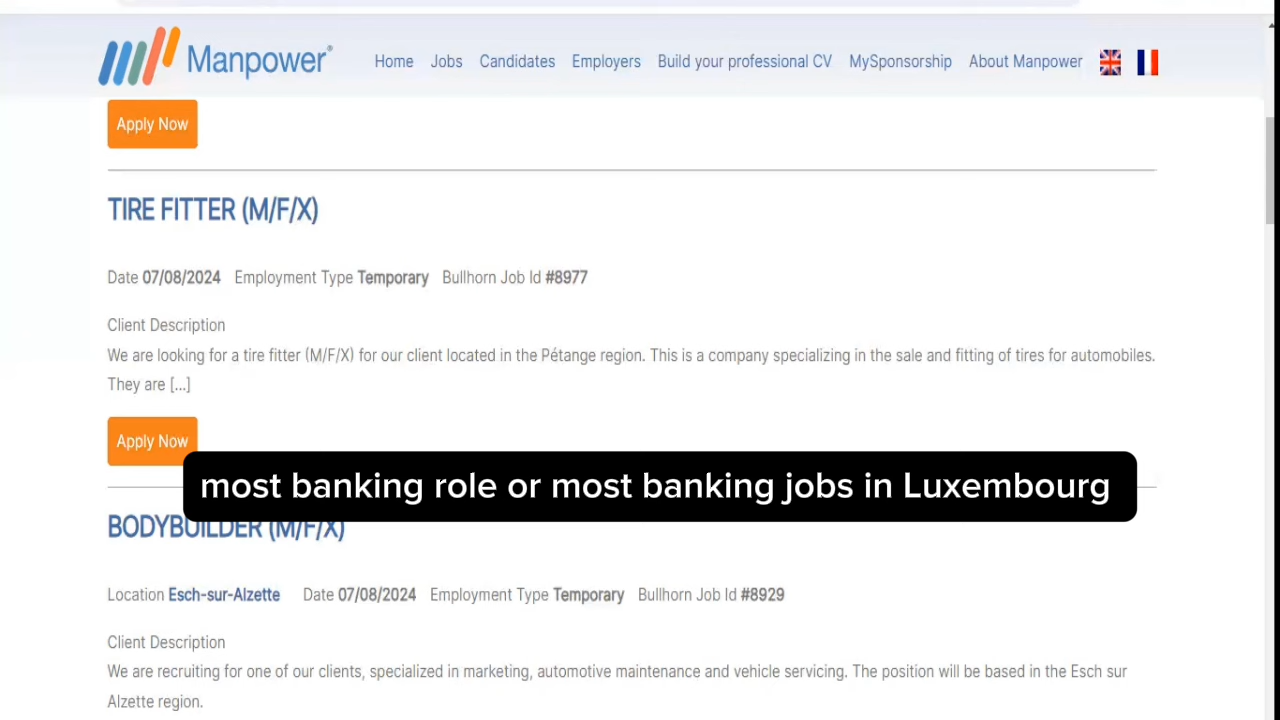 Manpower®
Home Jobs Candidates Employers Build your professional CV MySponsorship About Manpower
Apply Now
TIRE FITTER (M/F/X)
Date 07/08/2024 Employment Type Temporary Bullhorn Job Id #8977
Client Description
We are looking for a tire fitter (M/F/X) for our client located in the Pétange region. This is a company specializing in the sale and fitting of tires for automobiles.
They are [...]
Apply Now
most banking role or most banking jobs in Luxembourg
BODYBUILDER (M/F/X)
Location Esch-sur-Alzette Date 07/08/2024 Employment Type Temporary Bullhorn Job Id #8929
Client Description
We are recruiting for one of our clients, specialized in marketing, automotive maintenance and vehicle servicing. The position will be based in the Esch sur
Alzette region.